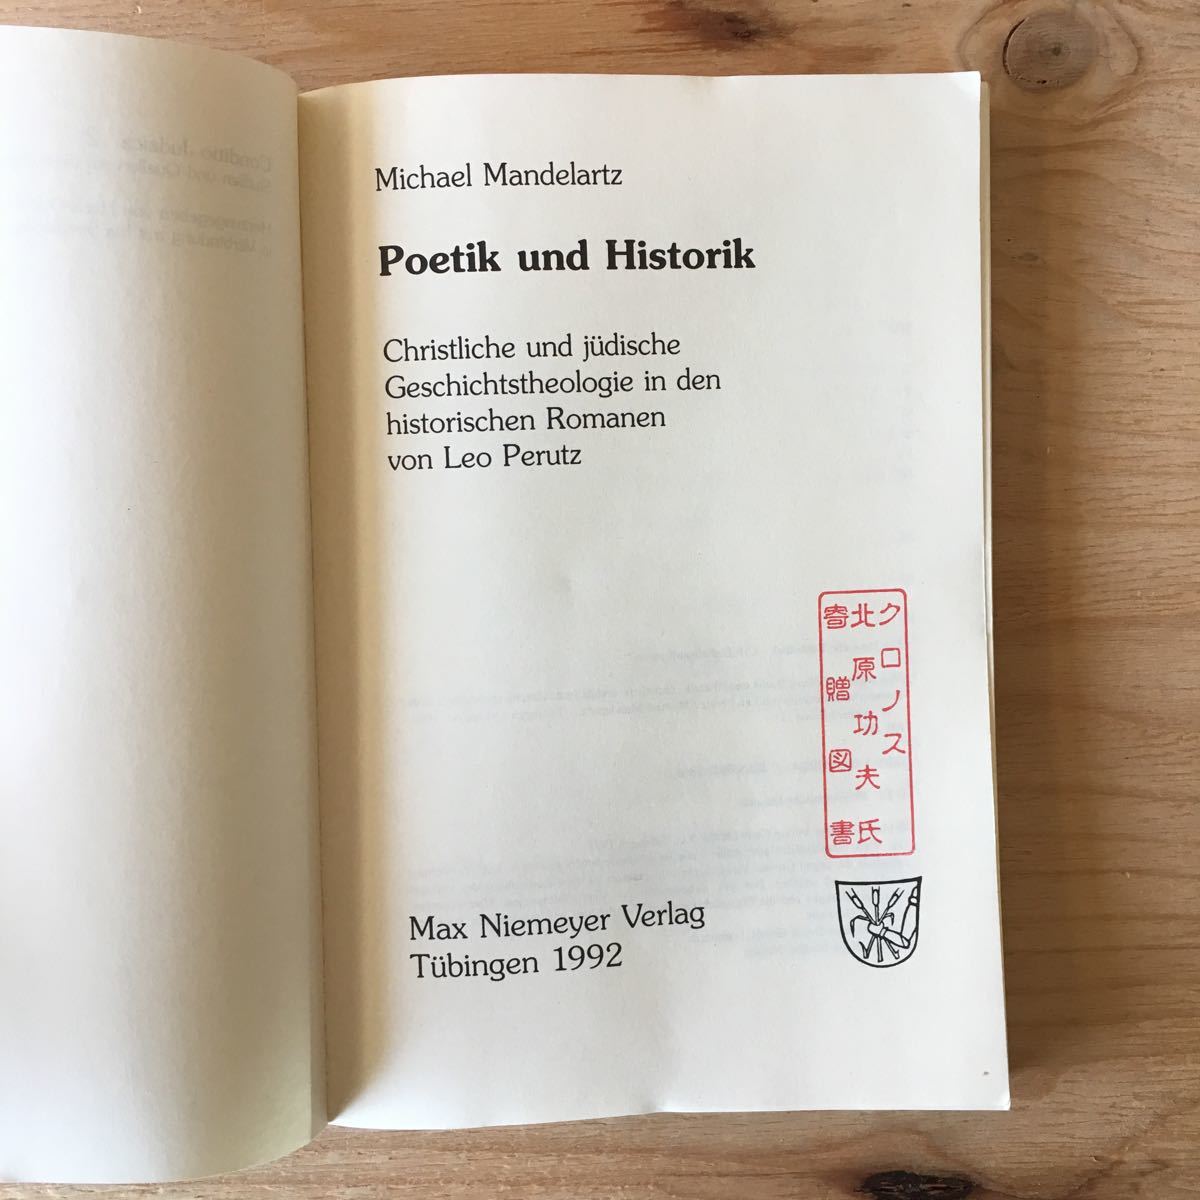 Michael Mandelartz
Poetik und Historik
Christliche und jüdische
Geschichtstheologie in den
historischen Romanen
von Leo Perutz
クロノス
北原功夫氏
寄贈図書
Max Niemeyer Verlag
Tübingen 1992